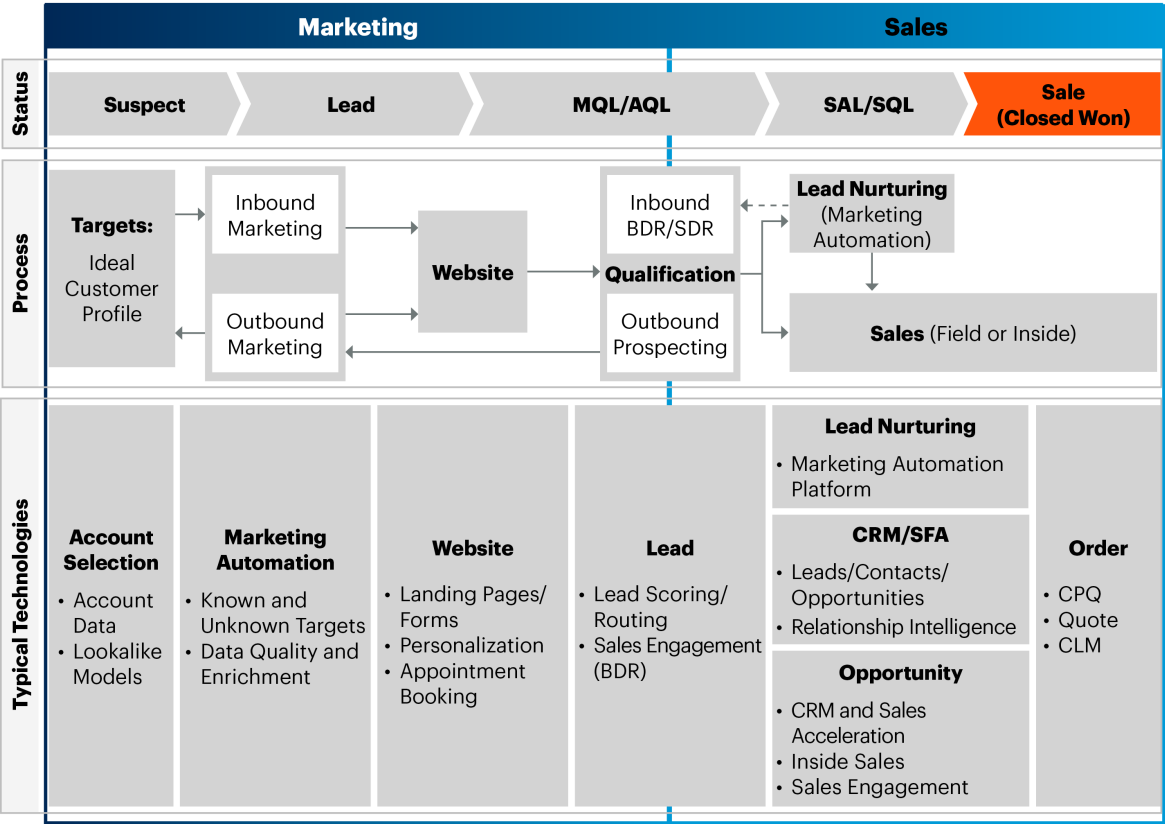 Marketing
Sales
Status
Suspect
Lead
MQL/AQL
SAL/SQL
Sale
(Closed Won)
Process
Targets:
Ideal
Customer
Profile
Inbound
Marketing
Outbound
Marketing
Website
Inbound
BDR/SDR
Qualification
Outbound
Prospecting
Lead Nurturing
(Marketing
Automation)
Sales (Field or Inside)
Typical Technologies
Account
Selection
• Account
Data
• Lookalike
Models
Marketing
Automation
• Known and
Unknown Targets
• Data Quality and
Enrichment
Website
• Landing Pages/
Forms
• Personalization
• Appointment
Booking
Lead
• Lead Scoring/
Routing
• Sales Engagement
(BDR)
Lead Nurturing
• Marketing Automation
Platform
CRM/SFA
• Leads/Contacts/
Opportunities
• Relationship Intelligence
Opportunity
• CRM and Sales
Acceleration
• Inside Sales
• Sales Engagement
Order
• CPQ
• Quote
• CLM